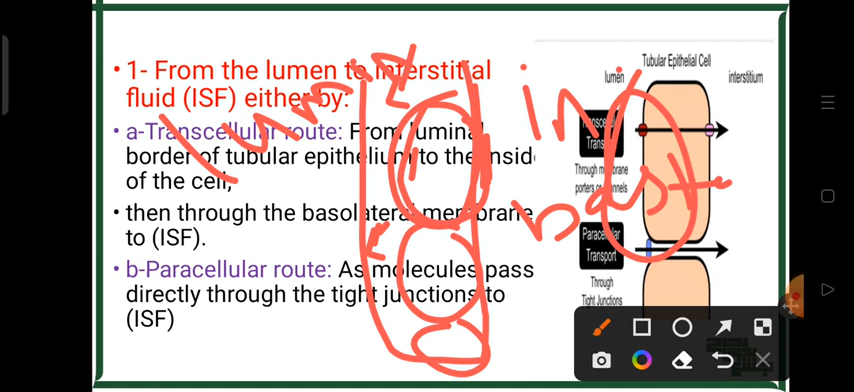 • 1- From the lumen to interstitial
fluid (ISF) either by:
• a-Transcellular route: From luminal
border of tubular epithelium to the inside
of the cell,
• then through the basolateral membrane
to (ISF).
• b-Paracellular route: As molecules pass
directly through the tight junctions to
(ISF)
Tubular Epithelial Cell
lumen
interstitium
Transcellular
Transport
Through membrane
porters or channels
Paracellular
Transport
Through
Tight Junctions